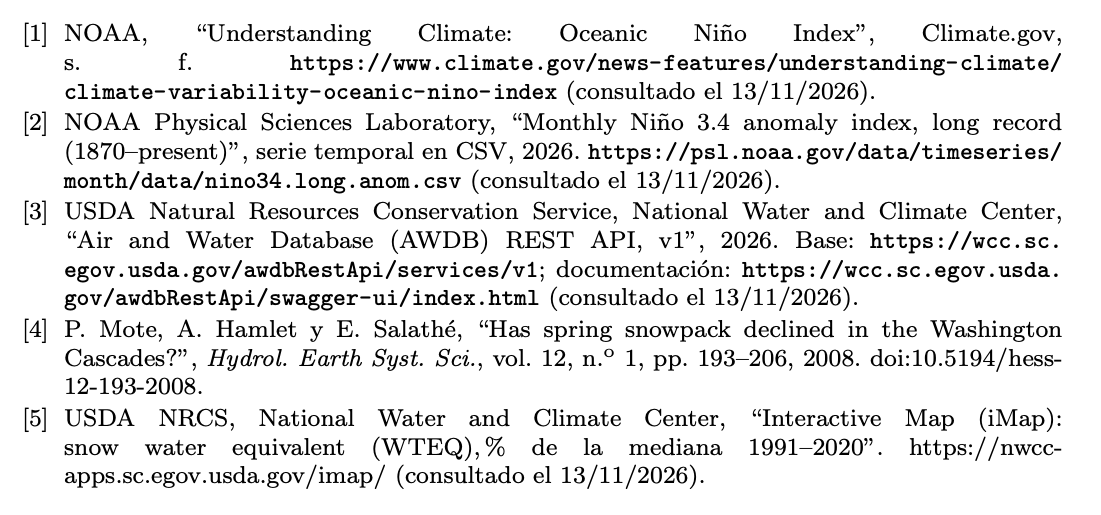 [1] NOAA, “Understanding Climate: Oceanic Niño Index”, Climate.gov,
s. f. https://www.climate.gov/news-features/understanding-climate/
climate-variability-oceanic-nino-index (consultado el 13/11/2026).
[2] NOAA Physical Sciences Laboratory, “Monthly Niño 3.4 anomaly index, long record
(1870–present)”, serie temporal en CSV, 2026. https://psl.noaa.gov/data/timeseries/
month/data/nino34.long.anom.csv (consultado el 13/11/2026).
[3] USDA Natural Resources Conservation Service, National Water and Climate Center,
“Air and Water Database (AWDB) REST API, v1”, 2026. Base: https://wcc.sc.
egov.usda.gov/awdbRestApi/services/v1; documentación: https://wcc.sc.egov.usda.
gov/awdbRestApi/swagger-ui/index.html (consultado el 13/11/2026).
[4] P. Mote, A. Hamlet y E. Salathé, “Has spring snowpack declined in the Washington
Cascades?”, Hydrol. Earth Syst. Sci., vol. 12, n.º 1, pp. 193–206, 2008. doi:10.5194/hess-
12-193-2008.
[5] USDA NRCS, National Water and Climate Center, “Interactive Map (iMap):
snow water equivalent (WTEQ), % de la mediana 1991–2020”. https://nwcc-
apps.sc.egov.usda.gov/imap/ (consultado el 13/11/2026).